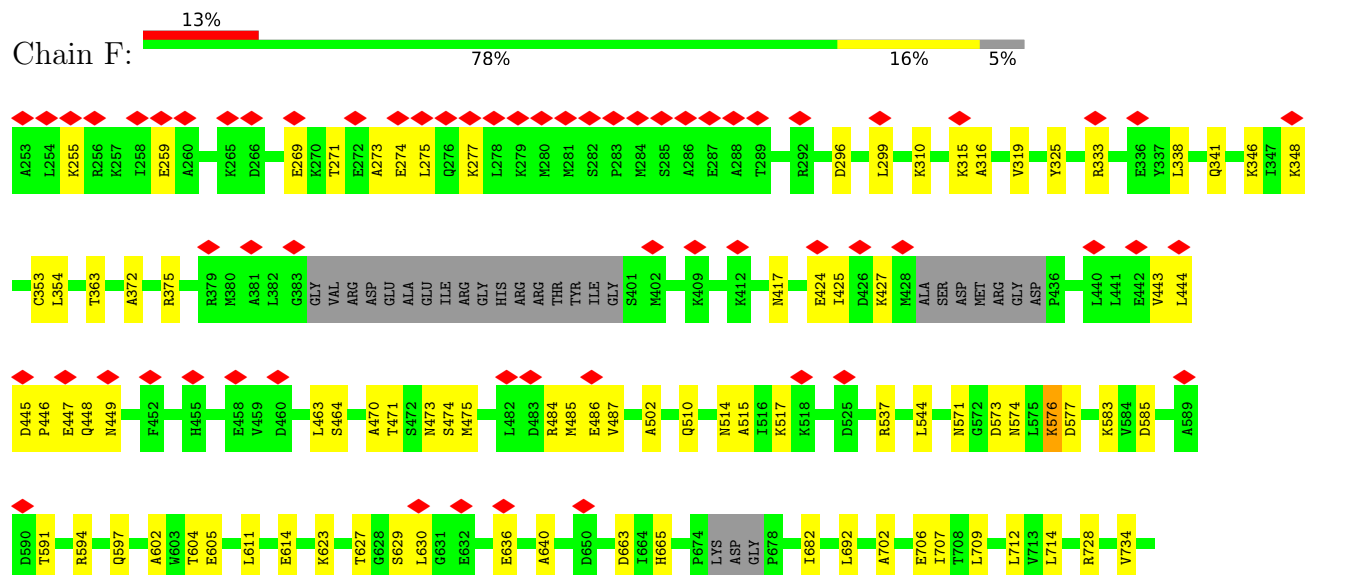 13%
Chain F:
78% 16% 5%
A253 L254 K255 R256 K257 I258 E259 A260 K265 D266 E269 K270 T271 E272 A273 E274 L275 Q276 K277 L278 K279 M280 M281 S282 P283 M284 S285 A286 E287 A288 T289 R292 D296 L299 K310 K315 A316 V319 Y325 R333 E336 Y337 L338 Q341 K346 I347 K348
C353 L354 T363 A372 R375 R379 M380 A381 L382 G383 GLY VAL ARG ASP GLU ALA GLU ILE ARG GLY HIS ARG ARG THR TYR ILE GLY S401 M402 K409 K412 N417 E424 I425 D426 K427 M428 ALA SER ASP MET ARG GLY ASP P436 L440 L441 E442 V443 L444
D445 P446 E447 Q448 N449 F452 H455 E458 V459 D460 L463 S464 A470 T471 S472 N473 S474 M475 L482 D483 R484 M485 E486 V487 A502 Q510 N514 A515 I516 K517 K518 D525 R537 L544 N571 G572 D573 N574 L575 K576 D577 K583 V584 D585 A589
D590 T591 R594 Q597 A602 W603 T604 E605 L611 E614 K623 T627 G628 S629 L630 G631 E632 E636 A640 D650 D663 I664 H665 P674 LYS ASP GLY P678 I682 L692 A702 E706 I707 T708 L709 L712 V713 L714 R728 V734